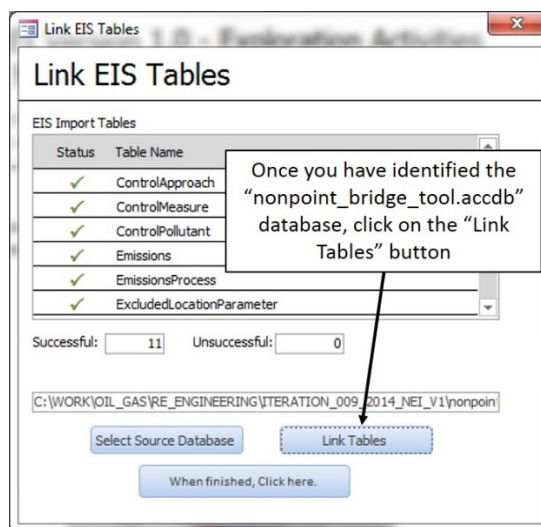 Link EIS Tables
Link EIS Tables
EIS Import Tables
Status Table Name
ControlApproach
ControlMeasure
ControlPollutant
Emissions
EmissionsProcess
ExcludedLocationParameter
Once you have identified the
“nonpoint_bridge_tool.accdb”
database, click on the “Link
Tables” button
Successful: 11 Unsuccessful: 0
C:\WORK\OIL_GAS\RE_ENGINEERING\ITERATION_009_2014_NEI_V1\nonpoin
Select Source Database Link Tables
When finished, Click here.